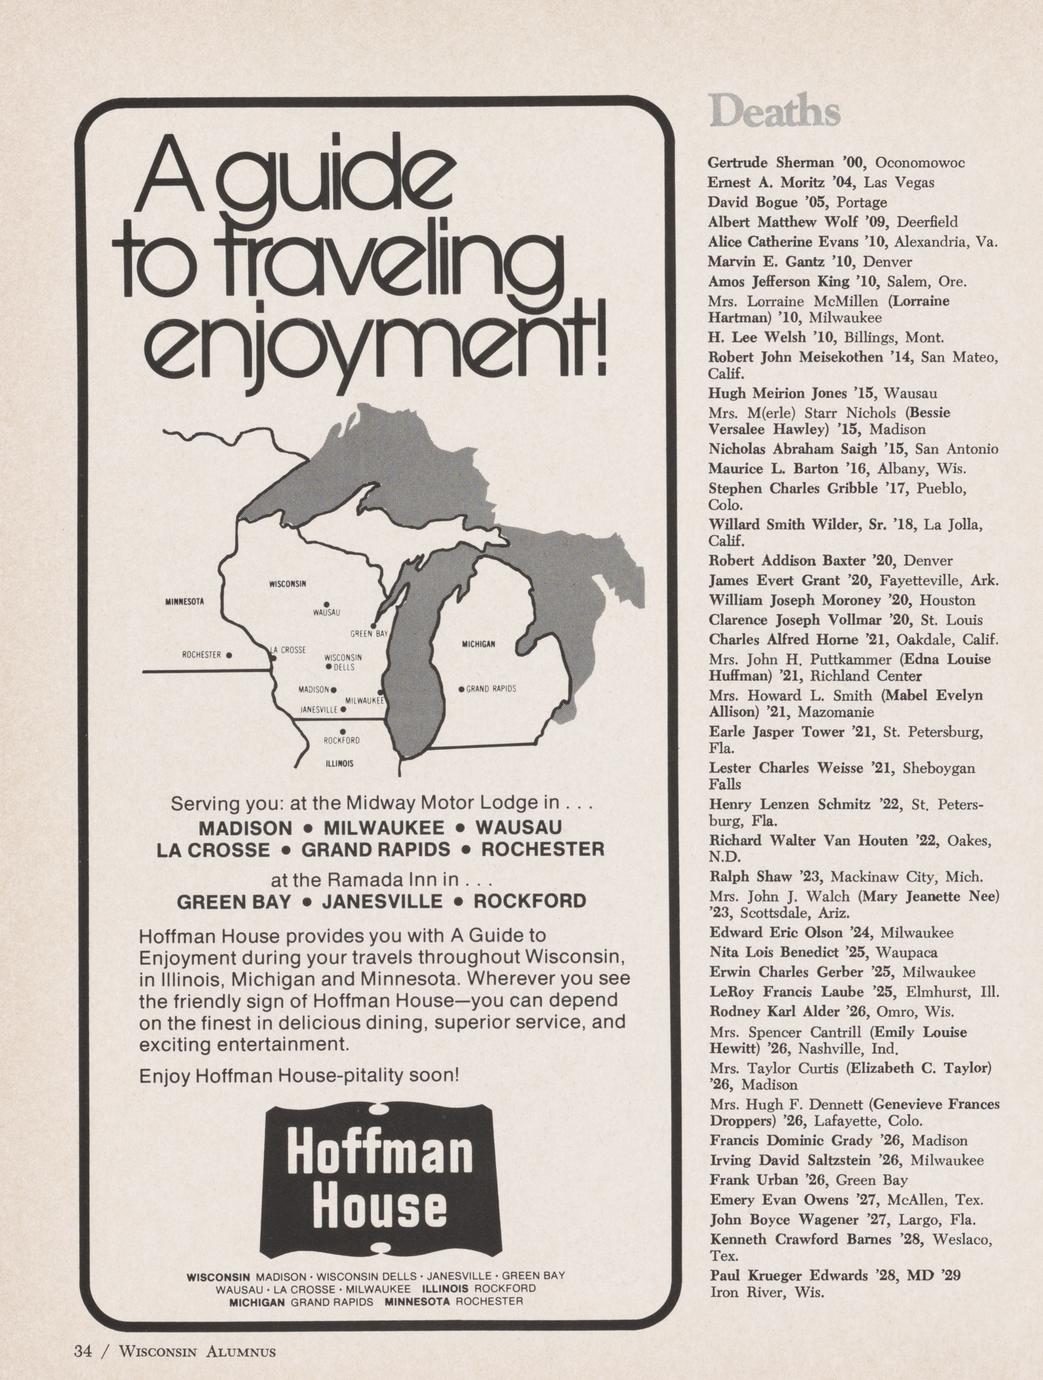 A guide
to traveling
enjoyment!
MINNESOTA
WISCONSIN
WAUSAU
GREEN BAY
ROCHESTER
LA CROSSE
WISCONSIN
DELLS
MICHIGAN
MADISON
MILWAUKEE
GRAND RAPIDS
JANESVILLE
ROCKFORD
ILLINOIS
Serving you: at the Midway Motor Lodge in . . .
MADISON • MILWAUKEE • WAUSAU
LA CROSSE • GRAND RAPIDS • ROCHESTER
at the Ramada Inn in . . .
GREEN BAY • JANESVILLE • ROCKFORD
Hoffman House provides you with A Guide to
Enjoyment during your travels throughout Wisconsin,
in Illinois, Michigan and Minnesota. Wherever you see
the friendly sign of Hoffman House—you can depend
on the finest in delicious dining, superior service, and
exciting entertainment.
Enjoy Hoffman House-pitality soon!
Hoffman
House
WISCONSIN MADISON · WISCONSIN DELLS · JANESVILLE · GREEN BAY
WAUSAU · LA CROSSE · MILWAUKEE ILLINOIS ROCKFORD
MICHIGAN GRAND RAPIDS MINNESOTA ROCHESTER
Deaths
Gertrude Sherman '00, Oconomowoc
Ernest A. Moritz '04, Las Vegas
David Bogue '05, Portage
Albert Matthew Wolf '09, Deerfield
Alice Catherine Evans '10, Alexandria, Va.
Marvin E. Gantz '10, Denver
Amos Jefferson King '10, Salem, Ore.
Mrs. Lorraine McMillen (Lorraine
Hartman) '10, Milwaukee
H. Lee Welsh '10, Billings, Mont.
Robert John Meisekothen '14, San Mateo,
Calif.
Hugh Meirion Jones '15, Wausau
Mrs. M(erle) Starr Nichols (Bessie
Versalee Hawley) '15, Madison
Nicholas Abraham Saigh '15, San Antonio
Maurice L. Barton '16, Albany, Wis.
Stephen Charles Gribble '17, Pueblo,
Colo.
Willard Smith Wilder, Sr. '18, La Jolla,
Calif.
Robert Addison Baxter '20, Denver
James Evert Grant '20, Fayetteville, Ark.
William Joseph Moroney '20, Houston
Clarence Joseph Vollmar '20, St. Louis
Charles Alfred Horne '21, Oakdale, Calif.
Mrs. John H. Puttkammer (Edna Louise
Huffman) '21, Richland Center
Mrs. Howard L. Smith (Mabel Evelyn
Allison) '21, Mazomanie
Earle Jasper Tower '21, St. Petersburg,
Fla.
Lester Charles Weisse '21, Sheboygan
Falls
Henry Lenzen Schmitz '22, St. Peters-
burg, Fla.
Richard Walter Van Houten '22, Oakes,
N.D.
Ralph Shaw '23, Mackinaw City, Mich.
Mrs. John J. Walch (Mary Jeanette Nee)
'23, Scottsdale, Ariz.
Edward Eric Olson '24, Milwaukee
Nita Lois Benedict '25, Waupaca
Erwin Charles Gerber '25, Milwaukee
LeRoy Francis Laube '25, Elmhurst, Ill.
Rodney Karl Alder '26, Omro, Wis.
Mrs. Spencer Cantrill (Emily Louise
Hewitt) '26, Nashville, Ind.
Mrs. Taylor Curtis (Elizabeth C. Taylor)
'26, Madison
Mrs. Hugh F. Dennett (Genevieve Frances
Droppers) '26, Lafayette, Colo.
Francis Dominic Grady '26, Madison
Irving David Saltzstein '26, Milwaukee
Frank Urban '26, Green Bay
Emery Evan Owens '27, McAllen, Tex.
John Boyce Wagener '27, Largo, Fla.
Kenneth Crawford Barnes '28, Weslaco,
Tex.
Paul Krueger Edwards '28, MD '29
Iron River, Wis.
34 / WISCONSIN ALUMNUS